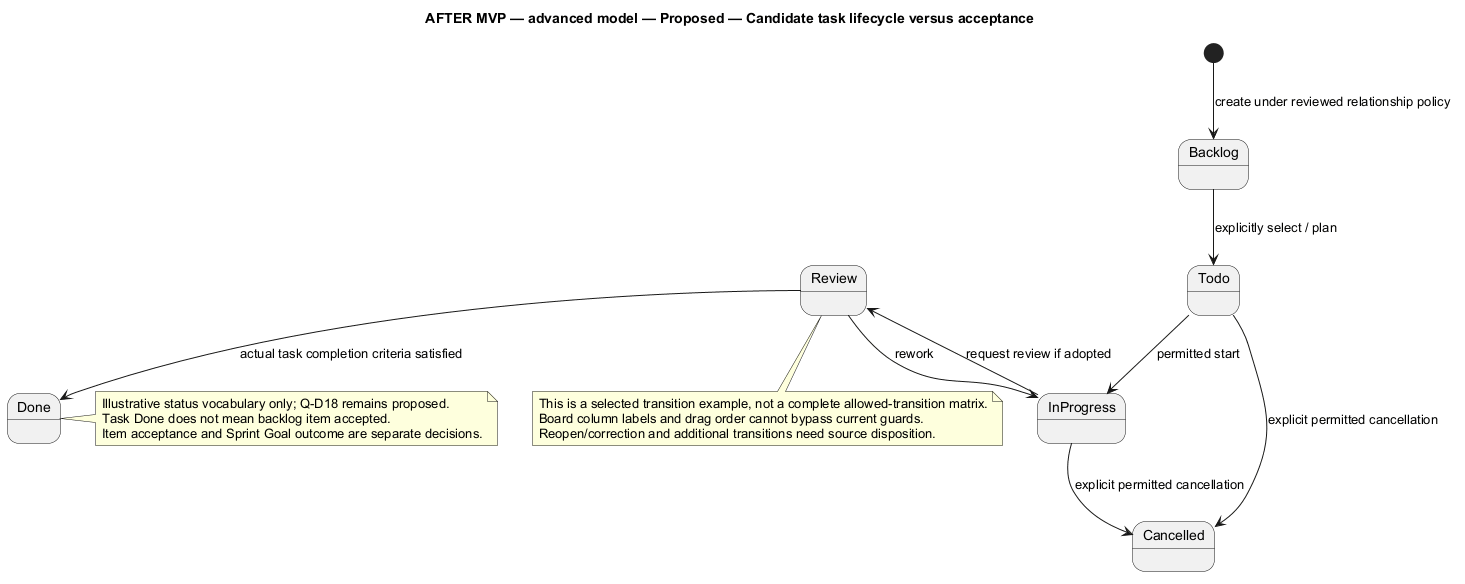 AFTER MVP — advanced model — Proposed — Candidate task lifecycle versus acceptance
create under reviewed relationship policy
Backlog
explicitly select / plan
Review
Todo
actual task completion criteria satisfied
rework
request review if adopted
permitted start
Done
Illustrative status vocabulary only; Q-D18 remains proposed.
Task Done does not mean backlog item accepted.
Item acceptance and Sprint Goal outcome are separate decisions.
This is a selected transition example, not a complete allowed-transition matrix.
Board column labels and drag order cannot bypass current guards.
Reopen/correction and additional transitions need source disposition.
InProgress
explicit permitted cancellation
explicit permitted cancellation
Cancelled